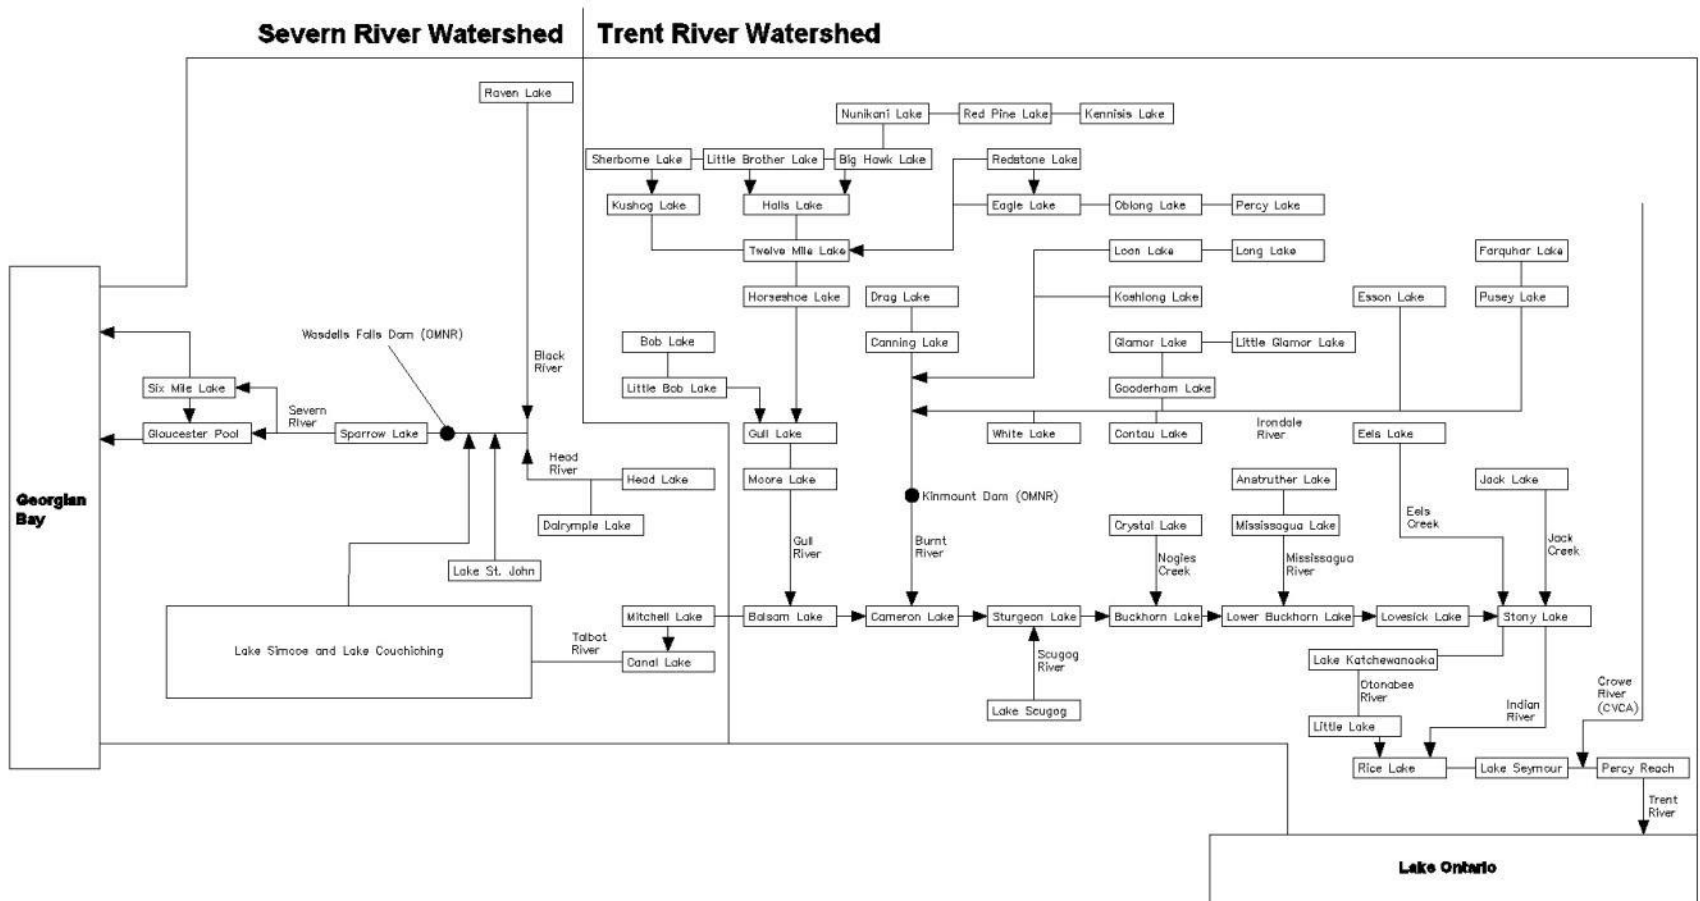 Severn River Watershed
Trent River Watershed
Raven Lake
Nunikani Lake
Red Pine Lake
Kennisis Lake
Sherborne Lake
Little Brother Lake
Big Hawk Lake
Redstone Lake
Kushog Lake
Halls Lake
Eagle Lake
Oblong Lake
Percy Lake
Twelve Mile Lake
Loon Lake
Long Lake
Farquhar Lake
Horseshoe Lake
Drag Lake
Koshlong Lake
Esson Lake
Pusey Lake
Wasdells Falls Dam (OMNR)
Bob Lake
Canning Lake
Glamor Lake
Little Glamor Lake
Black
River
Six Mile Lake
Little Bob Lake
Gooderham Lake
Severn
River
Gloucester Pool
Sparrow Lake
Gull Lake
White Lake
Contau Lake
Irondale
River
Eels Lake
Head
River
Head Lake
Moore Lake
Anstruther Lake
Jack Lake
Georgian
Bay
Kinmount Dam (OMNR)
Dalrymple Lake
Crystal Lake
Mississagua Lake
Eels
Creek
Gull
River
Burnt
River
Nogies
Creek
Mississagua
River
Jack
Creek
Lake St. John
Mitchell Lake
Balsam Lake
Cameron Lake
Sturgeon Lake
Buckhorn Lake
Lower Buckhorn Lake
Lovesick Lake
Stony Lake
Lake Simcoe and Lake Couchiching
Talbot
River
Canal Lake
Scugog
River
Lake Katchewanooka
Otonabee
River
Crowe
River
(CVCA)
Lake Scugog
Indian
River
Little Lake
Rice Lake
Lake Seymour
Percy Reach
Trent
River
Lake Ontario